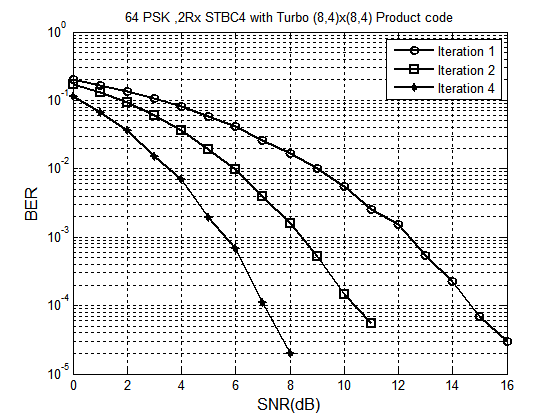 64 PSK ,2Rx STBC4 with Turbo (8,4)x(8,4) Product code
Iteration 1
Iteration 2
Iteration 4
BER
10^0
10^-1
10^-2
10^-3
10^-4
10^-5
0 2 4 6 8 10 12 14 16
SNR(dB)